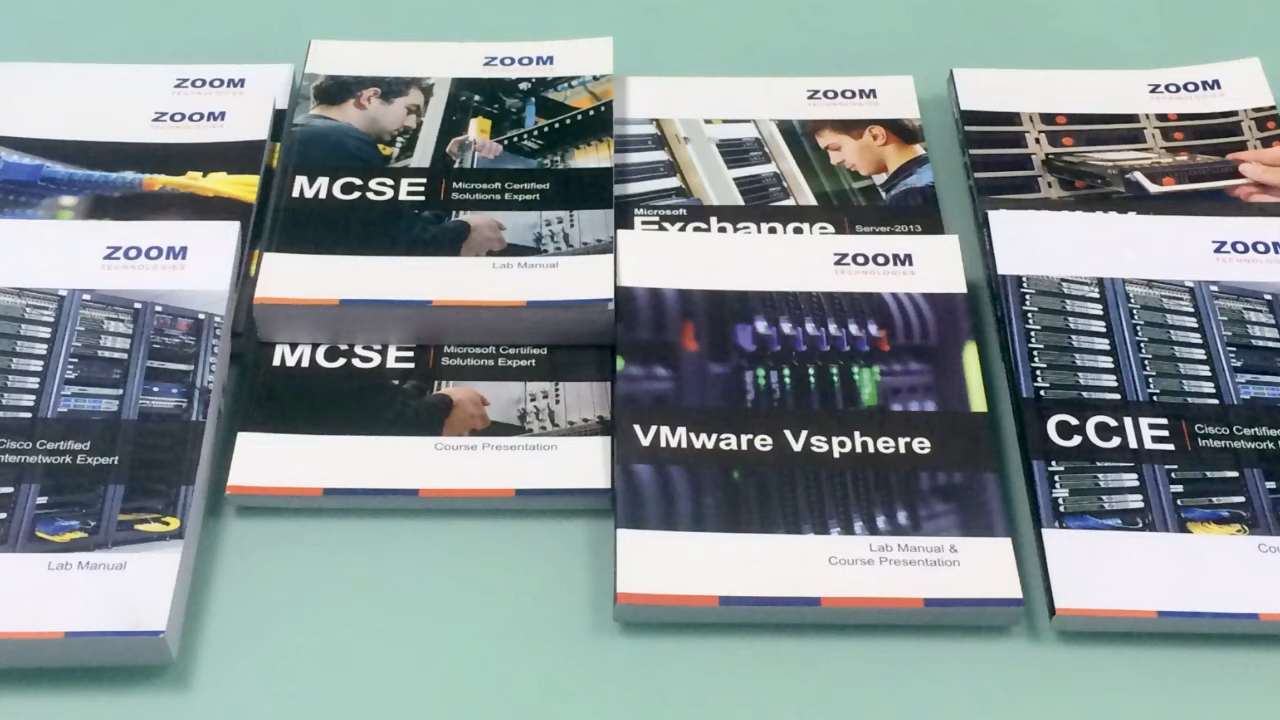 ZOOM
TECHNOLOGIES
ZOOM
TECHNOLOGIES
ZOOM
TECHNOLOGIES
Cisco Certified
Internetwork Expert
Lab Manual
ZOOM
MCSE
Microsoft Certified
Solutions Expert
Lab Manual
MCSE
Microsoft Certified
Solutions Expert
Course Presentation
ZOOM
TECHNOLOGIES
Microsoft
Exchange
Server-2013
ZOOM
TECHNOLOGIES
VMware Vsphere
Lab Manual &
Course Presentation
ZOOM
TECHNOLOGIES
ZOOM
CCIE
Cisco Certified
Internetwork